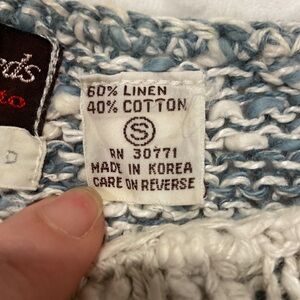 60% LINEN
40% COTTON
S
RN 30771
MADE IN KOREA
CARE ON REVERSE